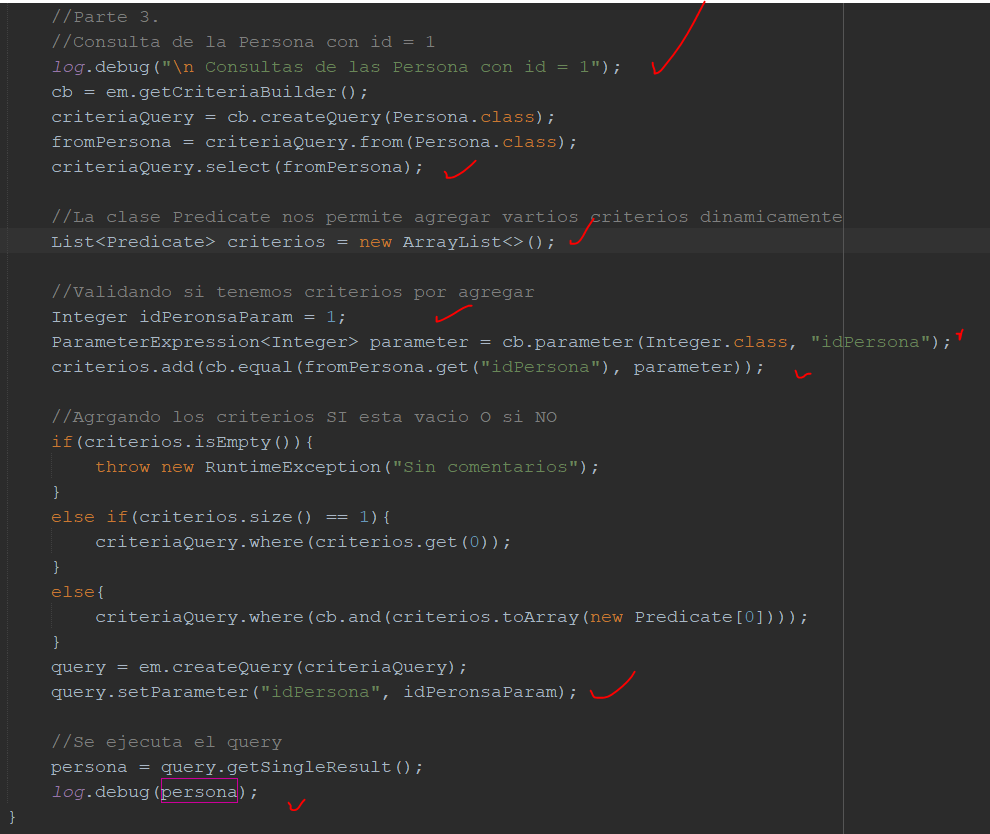 //Parte 3.
//Consulta de la Persona con id = 1
log.debug("\n Consultas de las Persona con id = 1");
cb = em.getCriteriaBuilder();
criteriaQuery = cb.createQuery(Persona.class);
fromPersona = criteriaQuery.from(Persona.class);
criteriaQuery.select(fromPersona);

//La clase Predicate nos permite agregar vartios criterios dinamicamente
List<Predicate> criterios = new ArrayList<>();

//Validando si tenemos criterios por agregar
Integer idPeronsaParam = 1;
ParameterExpression<Integer> parameter = cb.parameter(Integer.class, "idPersona");
criterios.add(cb.equal(fromPersona.get("idPersona"), parameter));

//Agrgando los criterios SI esta vacio O si NO
if(criterios.isEmpty()){
    throw new RuntimeException("Sin comentarios");
}
else if(criterios.size() == 1){
    criteriaQuery.where(criterios.get(0));
}
else{
    criteriaQuery.where(cb.and(criterios.toArray(new Predicate[0])));
}
query = em.createQuery(criteriaQuery);
query.setParameter("idPersona", idPeronsaParam);

//Se ejecuta el query
persona = query.getSingleResult();
log.debug(persona);
}